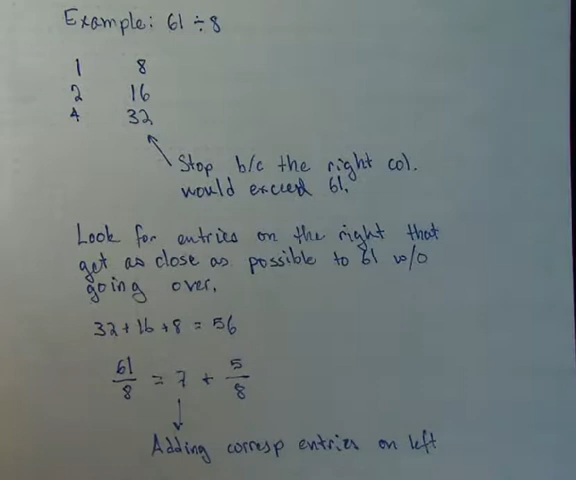 Example: 61 ÷ 8
1 8
2 16
4 32
Stop b/c the right col.
would exceed 61.
Look for entries on the right that
get as close as possible to 61 w/o
going over.
32 + 16 + 8 = 56
61/8 = 7 + 5/8
Adding corresp entries on left